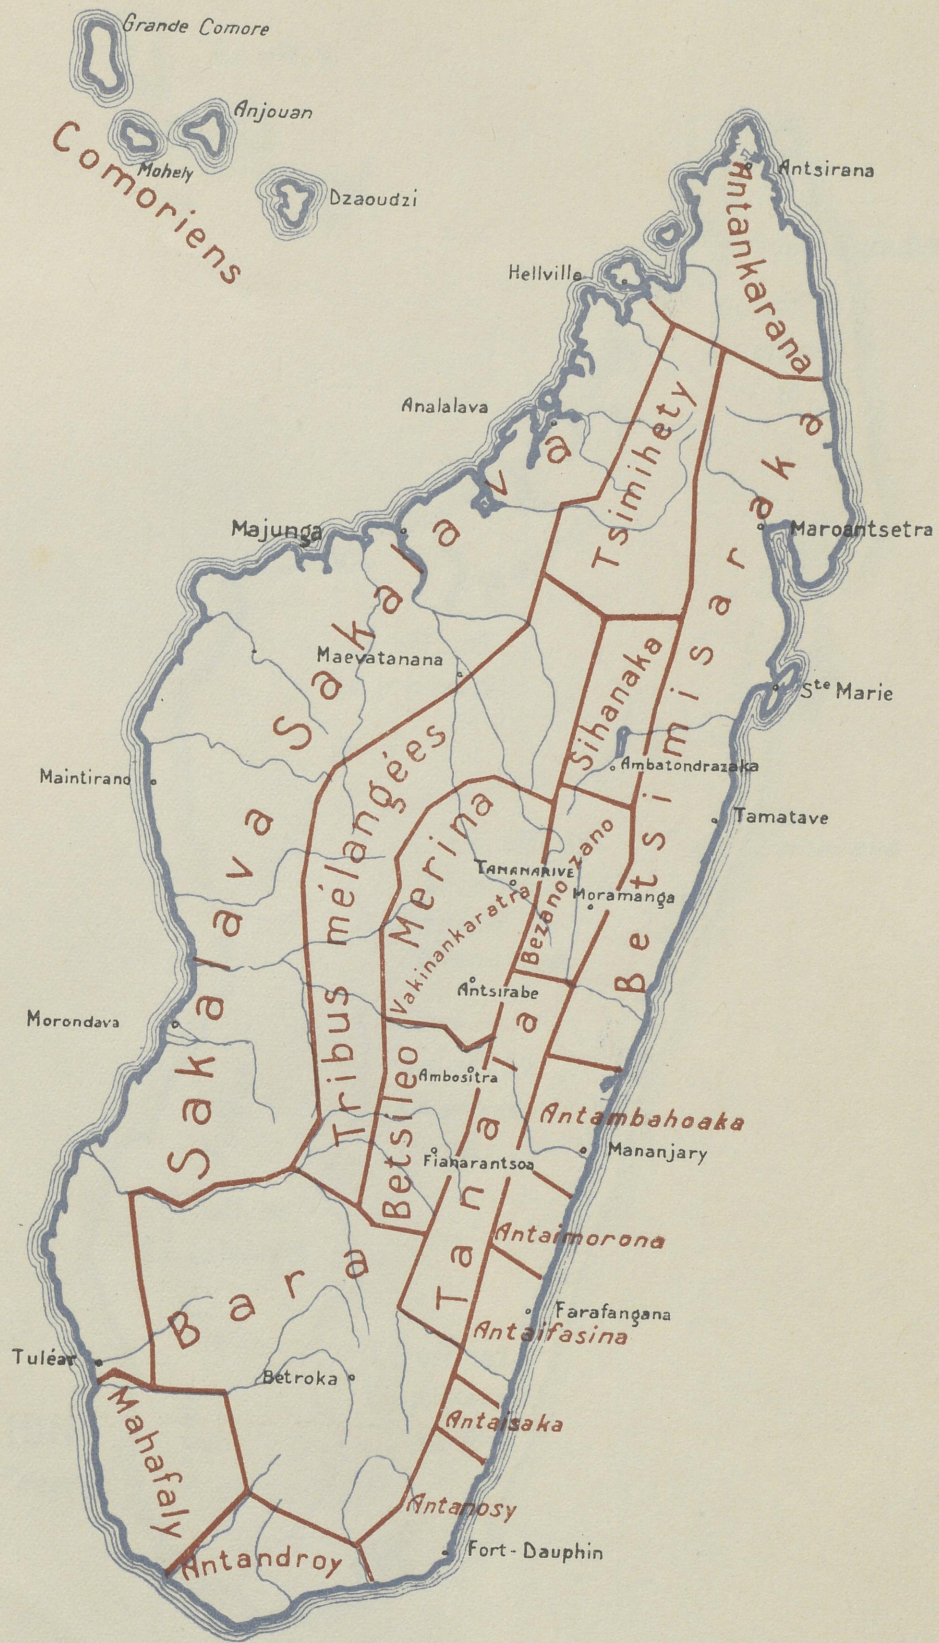 Grande Comore
Anjouan
Mohely
Comoriens
Dzaoudzi
Antsirana
Antankarana
Hellville
Analalava
Tsimihety
Majunga
Maroantsetra
Sakalava
Maevatanana
Sihanaka
Ste Marie
Maintirano
Ambatondrazaka
Betsimisaraka
Tamatave
Tribus mélangées
Merina
TANANARIVE
Bezanozano
Moramanga
Vakinankaratra
Antsirabe
Sakalava
Morondava
Ambositra
Betsileo
Tanala
Antambahoaka
Mananjary
Fianarantsoa
Antaimorona
Bara
Farafangana
Antaifasina
Tuléar
Betroka
Mahafaly
Antaisaka
Antanosy
Antandroy
Fort-Dauphin